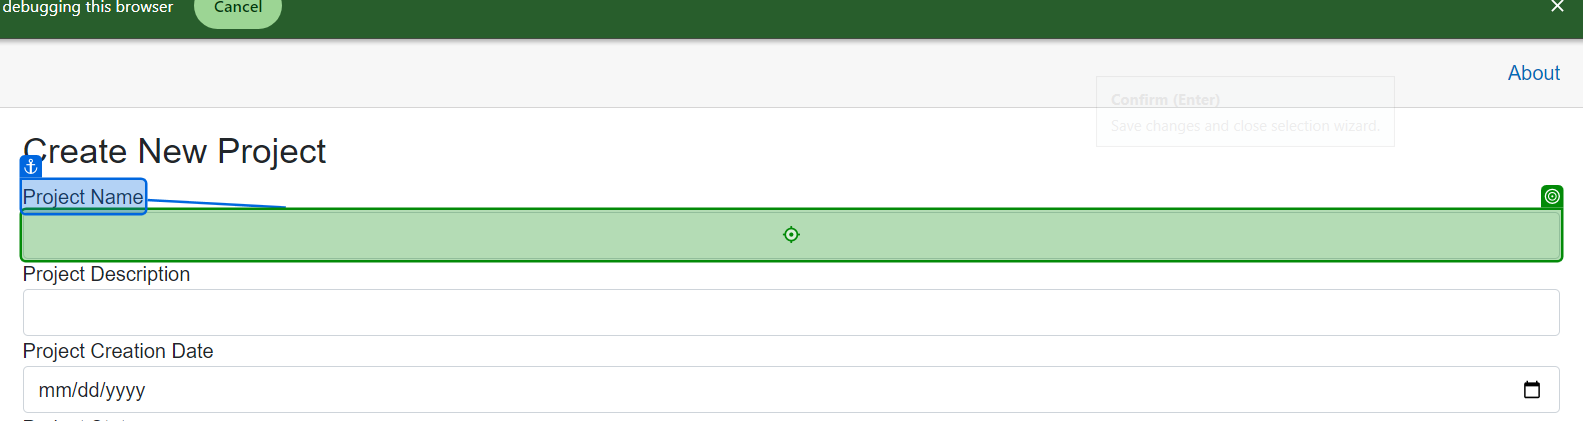 debugging this browser Cancel
About
Confirm (Enter)
Save changes and close selection wizard.
Create New Project
Project Name
Project Description
Project Creation Date
mm/dd/yyyy